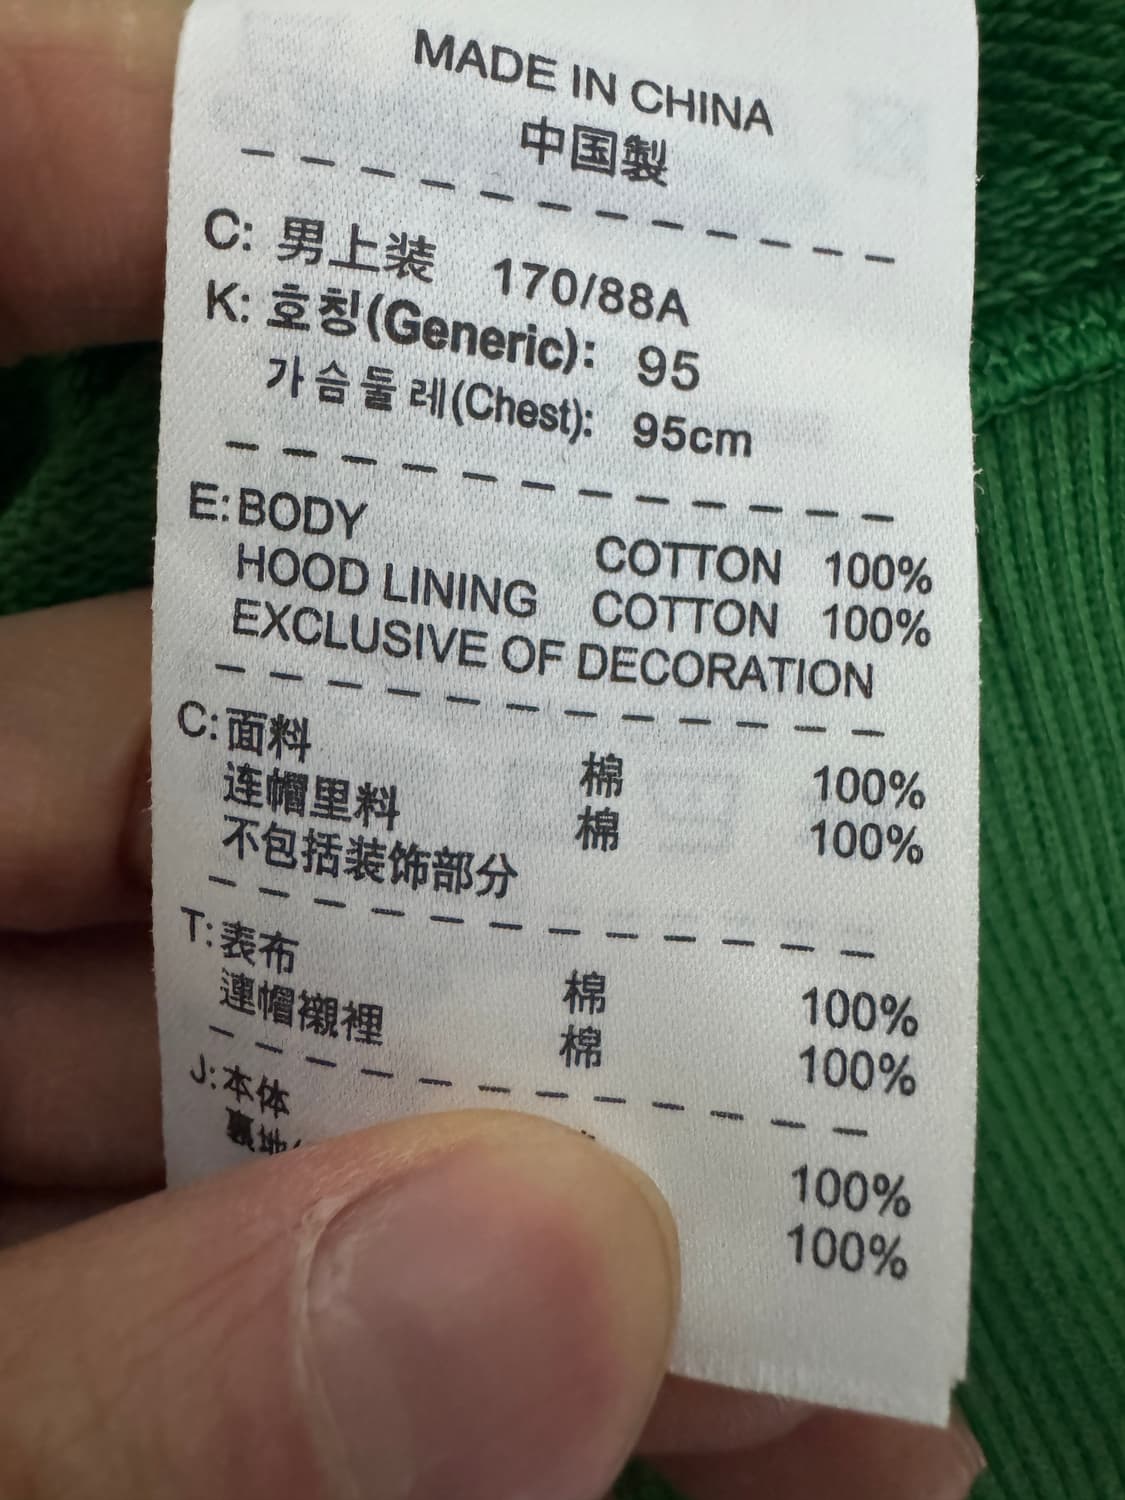 MADE IN CHINA
中国製
C: 男上装 170/88A
K: 호칭(Generic): 95
가슴둘레(Chest): 95cm
E: BODY COTTON 100%
HOOD LINING COTTON 100%
EXCLUSIVE OF DECORATION
C: 面料 棉 100%
连帽里料 棉 100%
不包括装饰部分
T: 表布 棉 100%
連帽襯裡 棉 100%
J: 本体 100%
裏地 100%